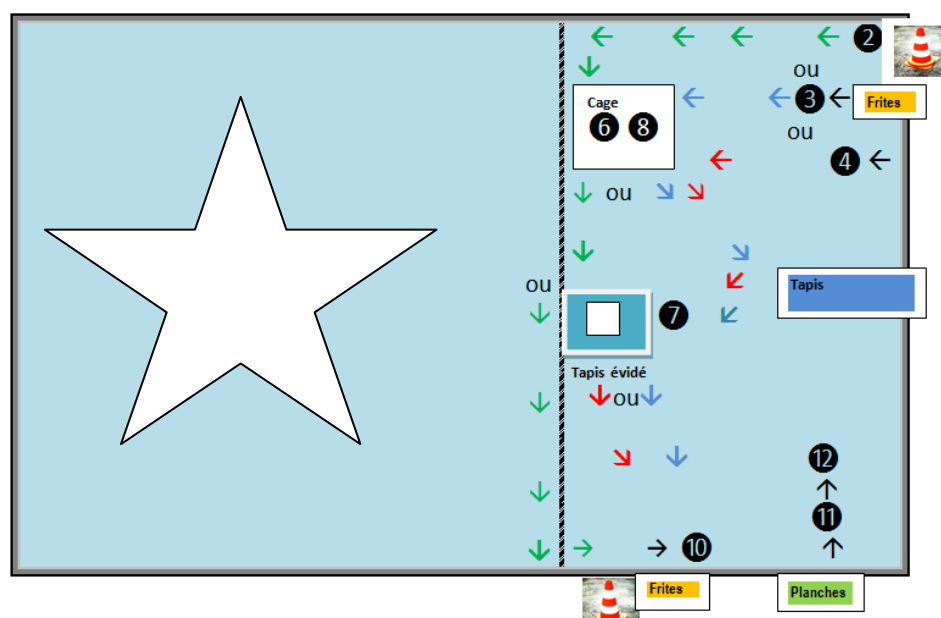 2
ou
3
Frites
Cage
6 8
ou
4
ou
ou
Tapis
7
Tapis évidé
ou
12
11
10
Frites
Planches